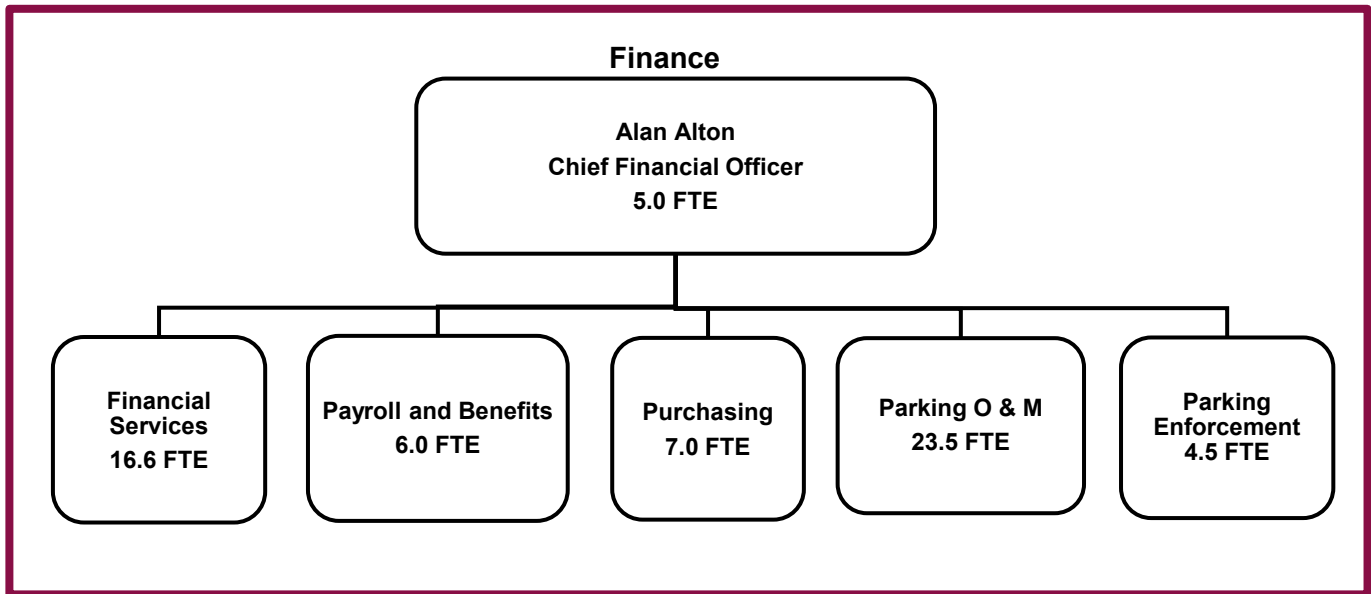 Finance
Alan Alton
Chief Financial Officer
5.0 FTE
Financial
Services
16.6 FTE
Payroll and Benefits
6.0 FTE
Purchasing
7.0 FTE
Parking O & M
23.5 FTE
Parking
Enforcement
4.5 FTE